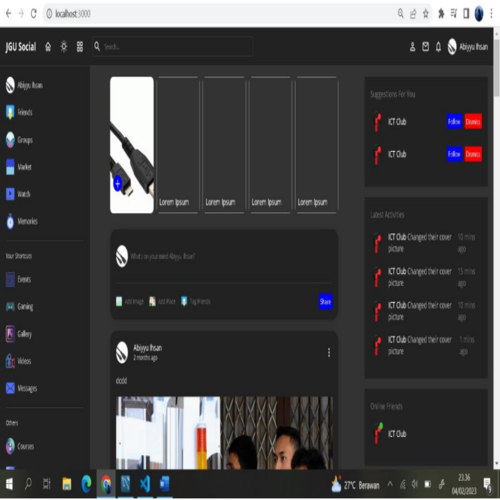 localhost:3000
JGU Social
Search...
Abiyyu Ihsan
Abiyyu Ihsan
Friends
Groups
Market
Watch
Memories
Your Shortcuts
Events
Gaming
Gallery
Videos
Messages
Others
Courses
Lorem Ipsum
Lorem Ipsum
Lorem Ipsum
Lorem Ipsum
What's on your mind Abiyyu Ihsan?
Add Image
Add Place
Tag Friends
Share
Abiyyu Ihsan
2 months ago
dcdd
Suggestions For You
ICT Club
Follow
Dismiss
ICT Club
Follow
Dismiss
Latest Activities
ICT Club Changed their cover picture
10 mins ago
ICT Club Changed their cover picture
15 mins ago
ICT Club Changed their cover picture
10 mins ago
ICT Club Changed their cover picture
1 mins ago
Online Friends
ICT Club
27°C Berawan
23.36
04/02/2023